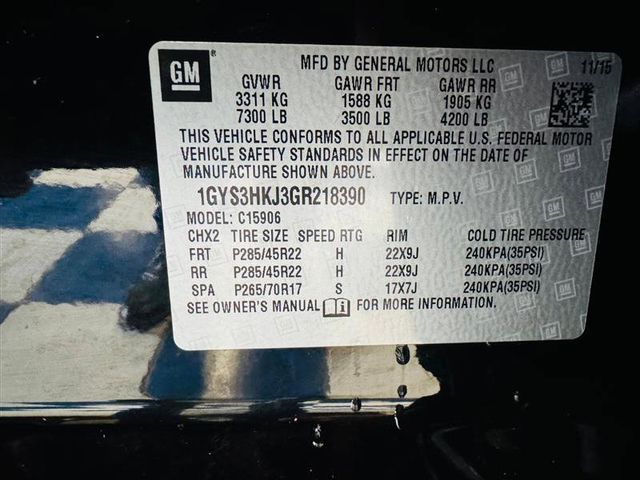 GM ®
MFD BY GENERAL MOTORS LLC 11/15
GVWR GAWR FRT GAWR RR
3311 KG 1588 KG 1905 KG
7300 LB 3500 LB 4200 LB
THIS VEHICLE CONFORMS TO ALL APPLICABLE U.S. FEDERAL MOTOR
VEHICLE SAFETY STANDARDS IN EFFECT ON THE DATE OF
MANUFACTURE SHOWN ABOVE.
1GYS3HKJ3GR218390 TYPE: M.P.V.
MODEL: C15906
CHX2 TIRE SIZE SPEED RTG RIM COLD TIRE PRESSURE
FRT P285/45R22 H 22X9J 240KPA(35PSI)
RR P285/45R22 H 22X9J 240KPA(35PSI)
SPA P265/70R17 S 17X7J 240KPA(35PSI)
SEE OWNER'S MANUAL FOR MORE INFORMATION.